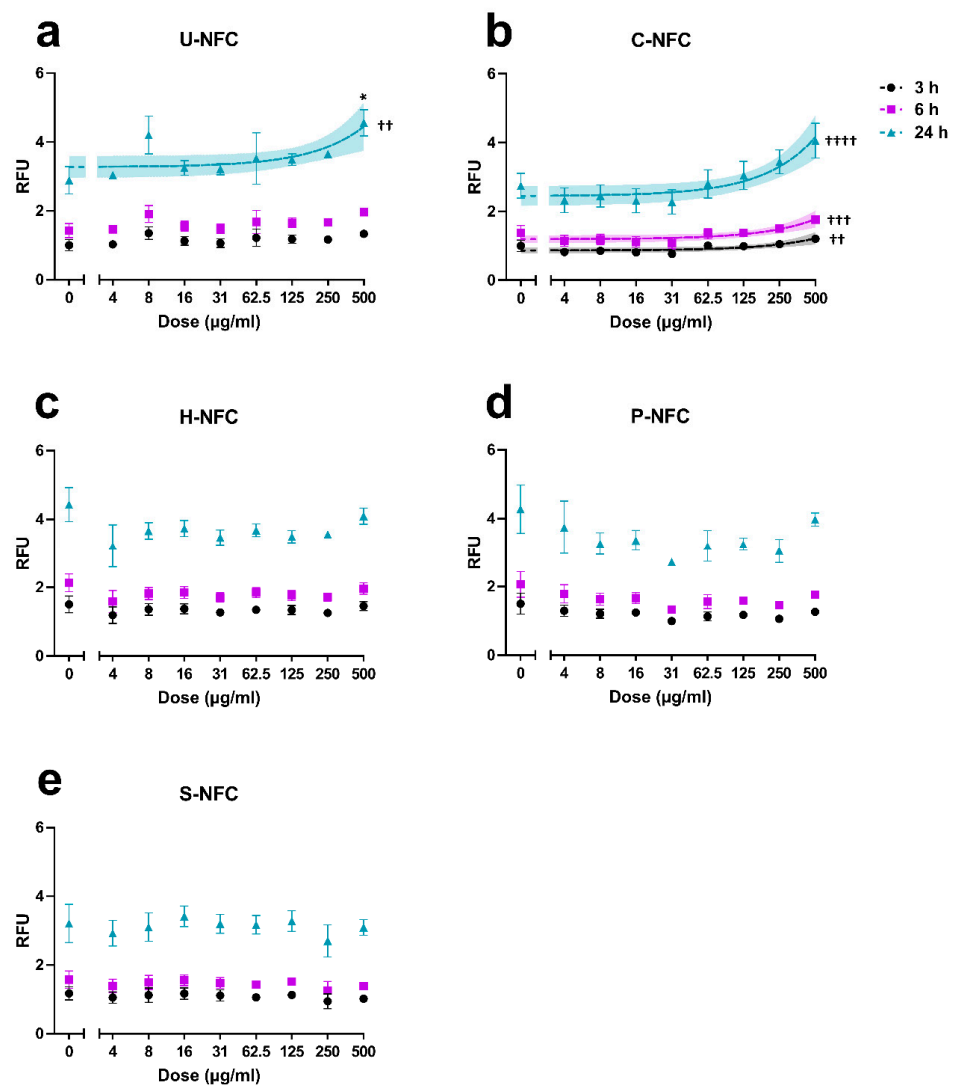 a
U-NFC
6
4
2
0
RFU
*
††
0 4 8 16 31 62.5 125 250 500
Dose (µg/ml)
b
C-NFC
6
4
2
0
RFU
††††
†††
††
0 4 8 16 31 62.5 125 250 500
Dose (µg/ml)
3 h
6 h
24 h
c
H-NFC
6
4
2
0
RFU
0 4 8 16 31 62.5 125 250 500
Dose (µg/ml)
d
P-NFC
6
4
2
0
RFU
0 4 8 16 31 62.5 125 250 500
Dose (µg/ml)
e
S-NFC
6
4
2
0
RFU
0 4 8 16 31 62.5 125 250 500
Dose (µg/ml)